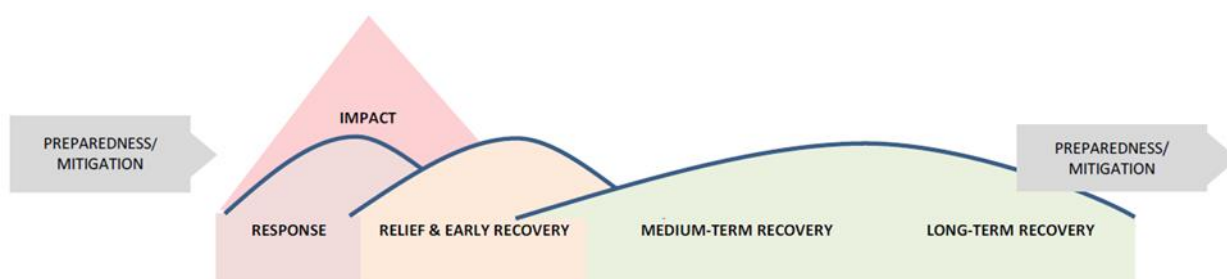 IMPACT
PREPAREDNESS/
MITIGATION
PREPAREDNESS/
MITIGATION
RESPONSE
RELIEF & EARLY RECOVERY
MEDIUM-TERM RECOVERY
LONG-TERM RECOVERY